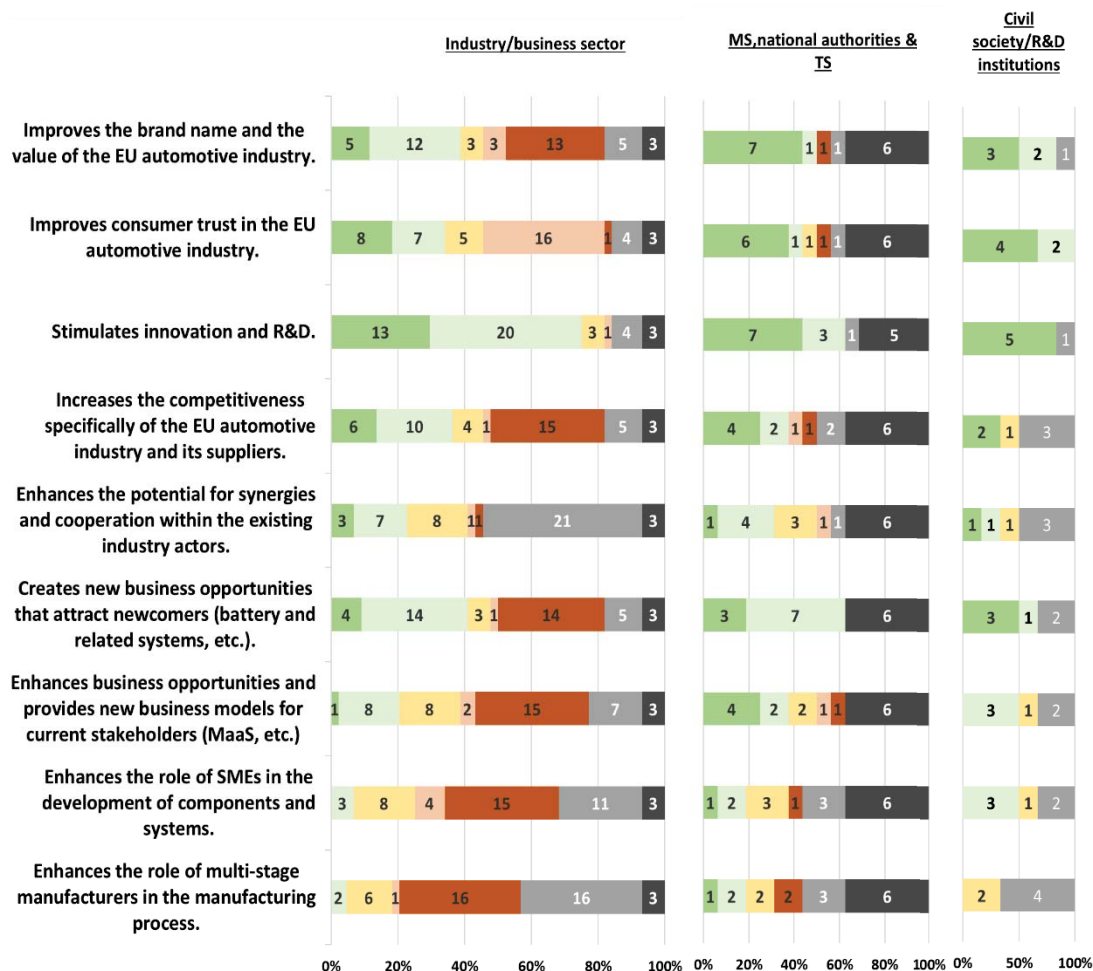 Industry/business sector
MS,national authorities &
TS
Civil
society/R&D
institutions
Improves the brand name and the
value of the EU automotive industry.
5 12 3 3 13 5 3
7 1 1 1 6
3 2 1
Improves consumer trust in the EU
automotive industry.
8 7 5 16 1 4 3
6 1 1 1 1 6
4 2
Stimulates innovation and R&D.
13 20 3 1 4 3
7 3 1 5
5 1
Increases the competitiveness
specifically of the EU automotive
industry and its suppliers.
6 10 4 1 15 5 3
4 2 1 1 2 6
2 1 3
Enhances the potential for synergies
and cooperation within the existing
industry actors.
3 7 8 1 1 21 3
1 4 3 1 1 6
1 1 1 3
Creates new business opportunities
that attract newcomers (battery and
related systems, etc.).
4 14 3 1 14 5 3
3 7 6
3 1 2
Enhances business opportunities and
provides new business models for
current stakeholders (MaaS, etc.)
1 8 8 2 15 7 3
4 2 2 1 1 6
3 1 2
Enhances the role of SMEs in the
development of components and
systems.
3 8 4 15 11 3
1 2 3 1 3 6
3 1 2
Enhances the role of multi-stage
manufacturers in the manufacturing
process.
2 6 1 16 16 3
1 2 2 2 3 6
2 4
0% 20% 40% 60% 80% 100%
0% 20% 40% 60% 80% 100%
0% 50% 100%